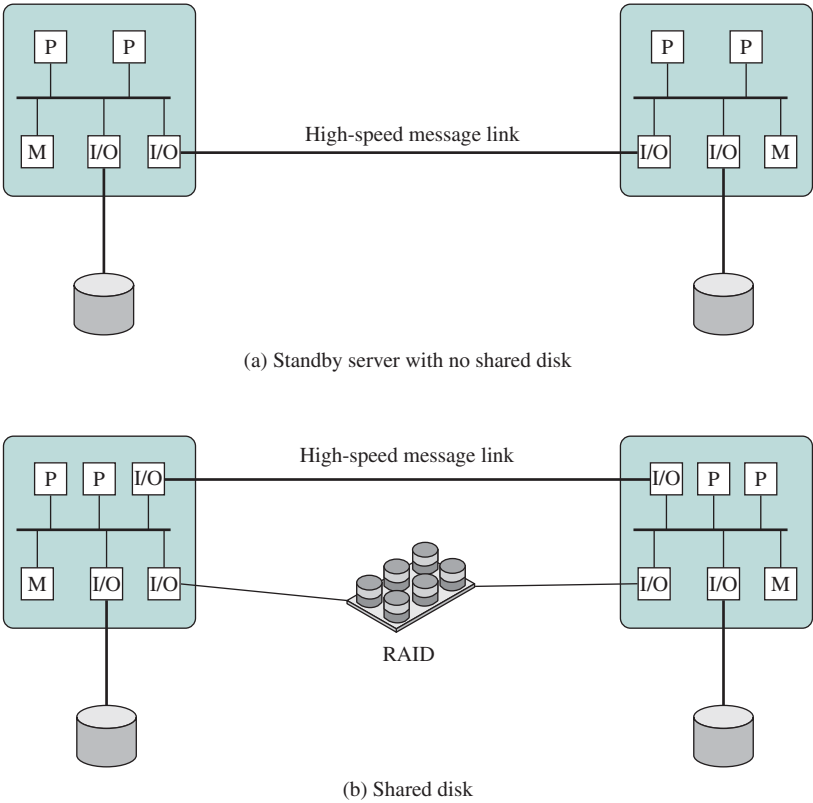 P P P P
High-speed message link
M I/O I/O I/O I/O M
(a) Standby server with no shared disk
High-speed message link
P P I/O I/O P P
M I/O I/O I/O I/O M
RAID
(b) Shared disk